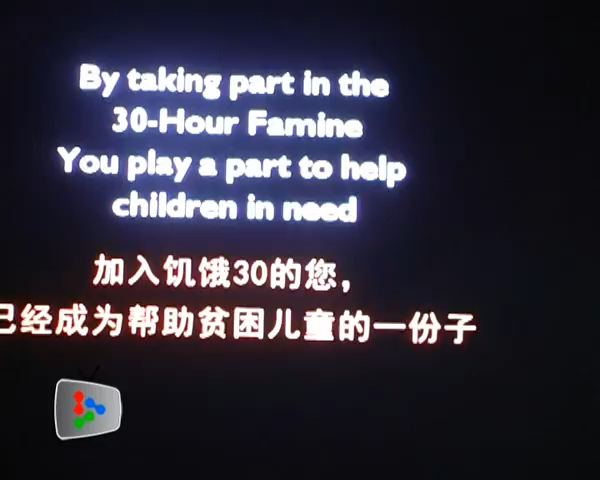 By taking part in the
30-Hour Famine
You play a part to help
children in need
加入饥饿30的您，
已经成为帮助贫困儿童的一份子